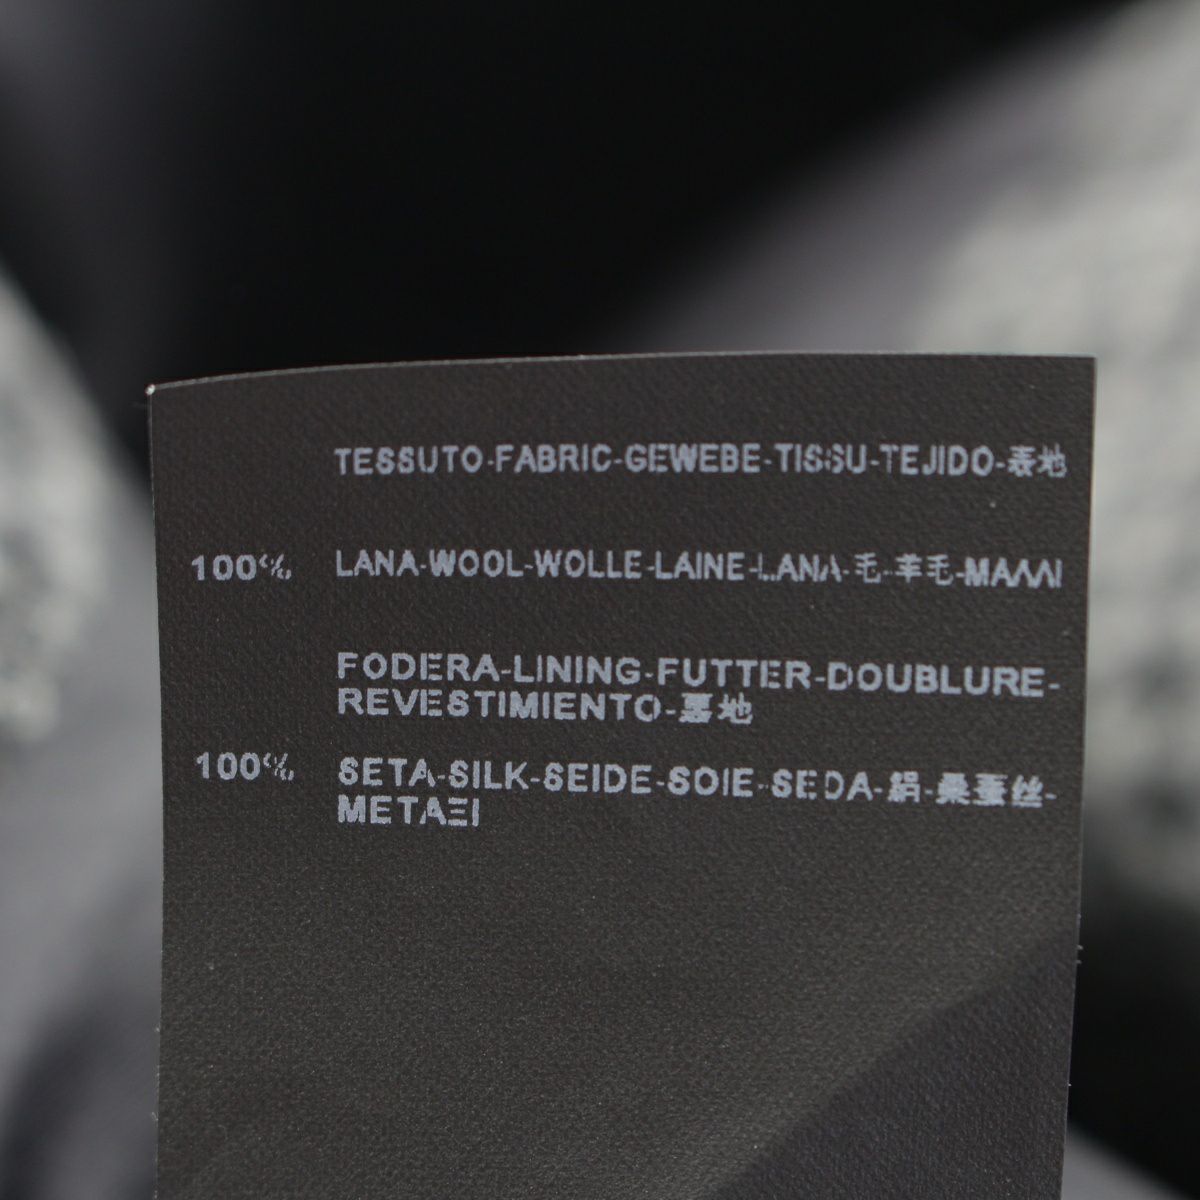 TESSUTO-FABRIC-GEWEBE-TISSU-TEJIDO-表地
100% LANA-WOOL-WOLLE-LAINE-LANA-毛-羊毛-ΜΑΛΛΙ
FODERA-LINING-FUTTER-DOUBLURE-
REVESTIMIENTO-裏地
100% SETA-SILK-SEIDE-SOIE-SEDA-絹-桑蚕丝-
ΜΕΤΑΞΙ